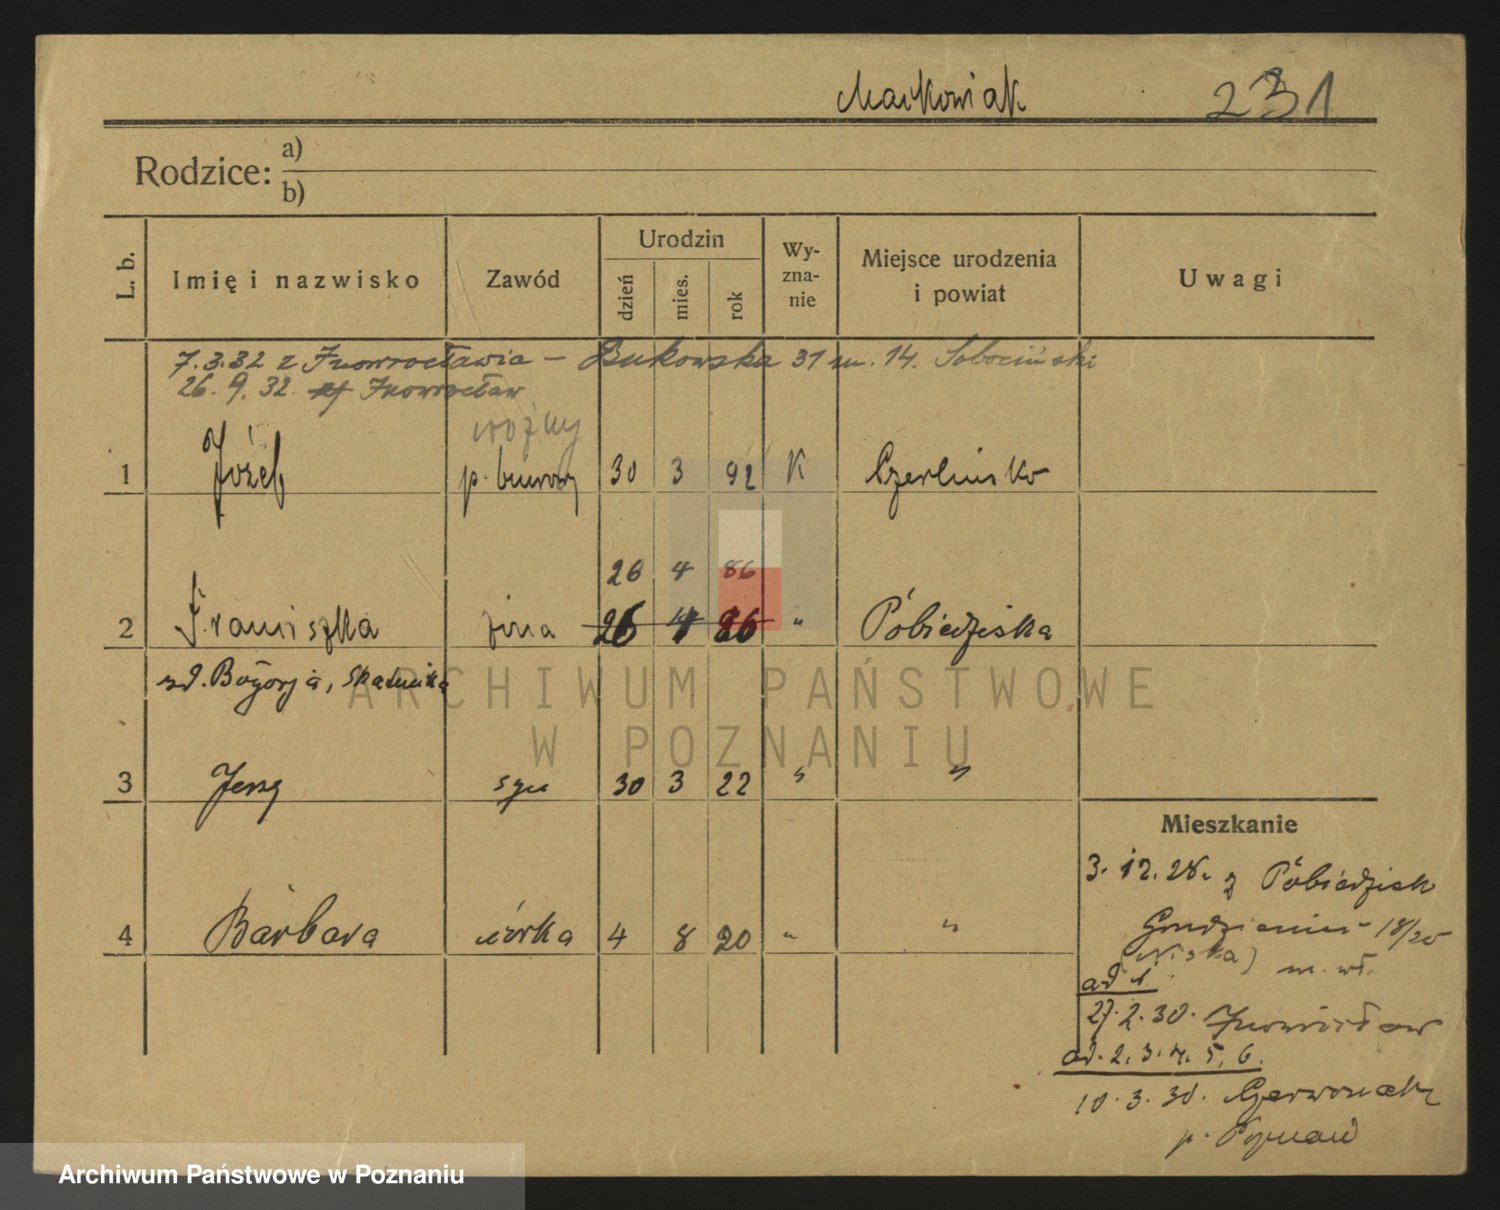 Markowiak 231
Rodzice: a)
b)
L. b. Imię i nazwisko Zawód Urodzin dzień mies. rok Wy-zna-nie Miejsce urodzenia i powiat Uwagi
7.3.32 z Inowrocławia - Bukowska 31 m. 14. Sobociński
26. 9. 32. Inowrocław
woźny
1 Józef p. biurowy 30 3 92 K
26 4 86
2 Franciszka żona 26 4 86 " Pobiedziska
ARCHIWUM PAŃSTWOWE
W POZNANIU
3 Jerzy syn 30 3 22 " "
Mieszkanie
3. 12. 28. z Pobiedzisk
4 Barbara córka 4 8 20 " "
m. wł.
ad 1
27. 2. 30. Inowrocław
ad. 2. 3. 4. 5, 6.
10. 3. 30. Czerwonak
p. Poznań
Archiwum Państwowe w Poznaniu